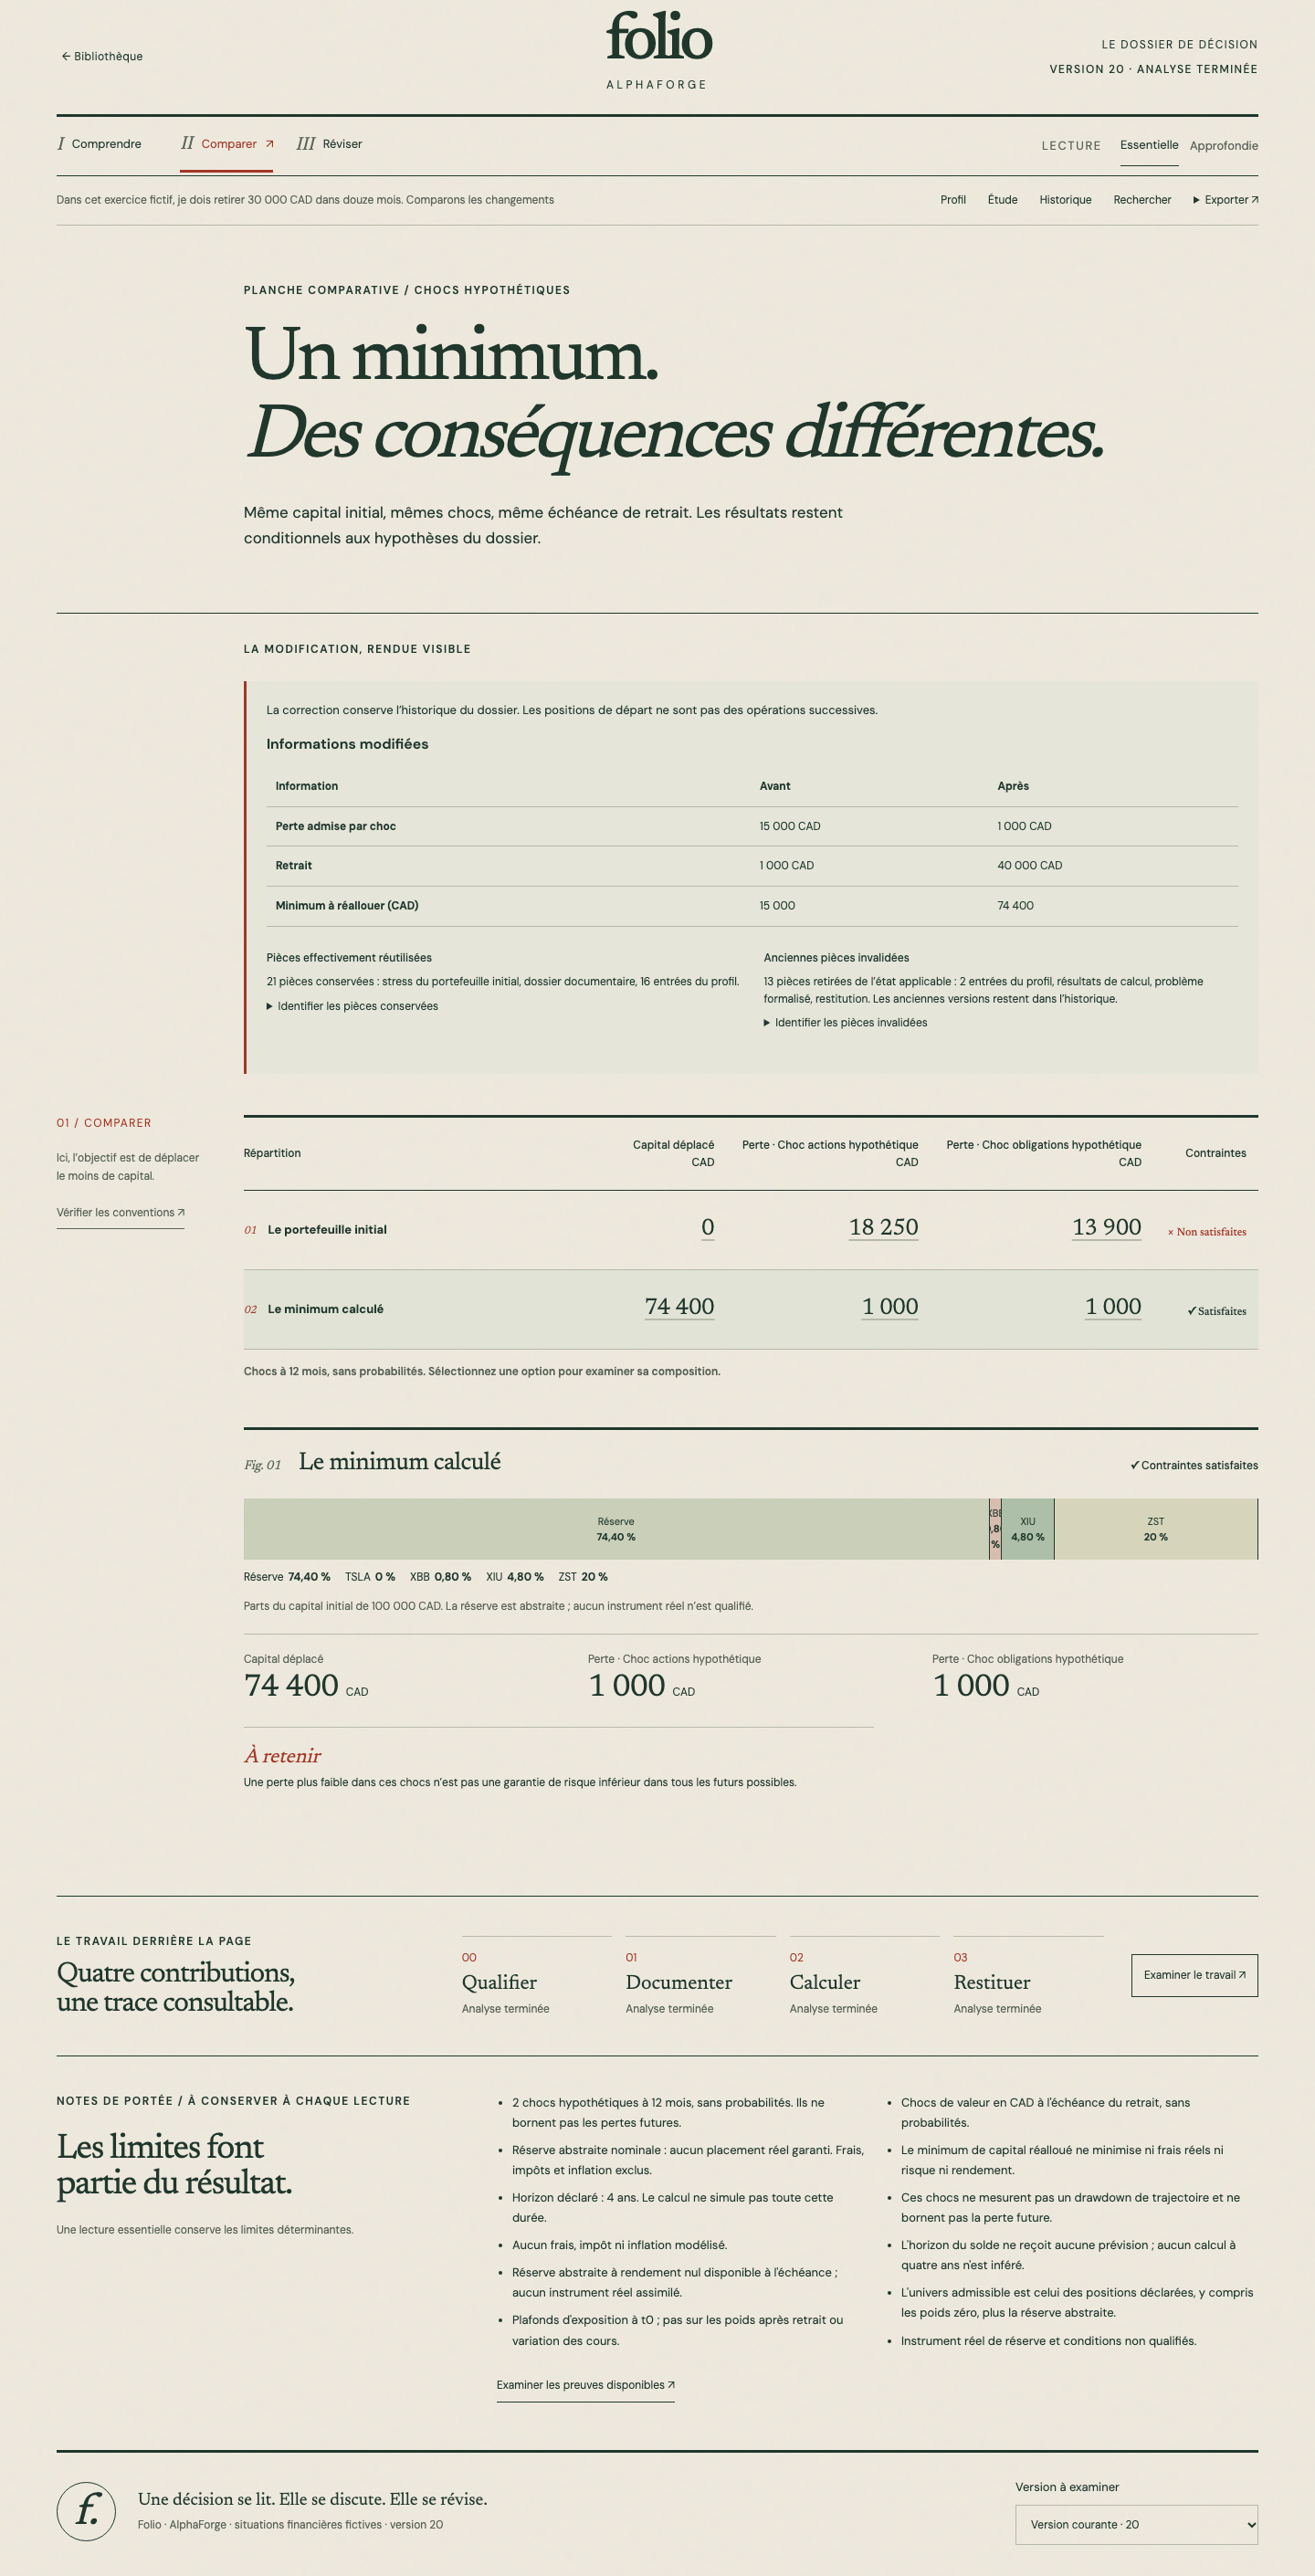 ← Bibliothèque
folio
ALPHAFORGE
LE DOSSIER DE DÉCISION
VERSION 20 · ANALYSE TERMINÉE
I Comprendre
II Comparer ↗
III Réviser
LECTURE Essentielle Approfondie
Dans cet exercice fictif, je dois retirer 30 000 CAD dans douze mois. Comparons les changements
Profil Étude Historique Rechercher ▶ Exporter ↗
PLANCHE COMPARATIVE / CHOCS HYPOTHÉTIQUES
Un minimum.
Des conséquences différentes.
Même capital initial, mêmes chocs, même échéance de retrait. Les résultats restent
conditionnels aux hypothèses du dossier.
LA MODIFICATION, RENDUE VISIBLE
La correction conserve l’historique du dossier. Les positions de départ ne sont pas des opérations successives.
Informations modifiées
Information Avant Après
Perte admise par choc 15 000 CAD 1 000 CAD
Retrait 1 000 CAD 40 000 CAD
Minimum à réallouer (CAD) 15 000 74 400
Pièces effectivement réutilisées
21 pièces conservées : stress du portefeuille initial, dossier documentaire, 16 entrées du profil.
▶ Identifier les pièces conservées
Anciennes pièces invalidées
13 pièces retirées de l’état applicable : 2 entrées du profil, résultats de calcul, problème
formalisé, restitution. Les anciennes versions restent dans l’historique.
▶ Identifier les pièces invalidées
01 / COMPARER
Ici, l’objectif est de déplacer
le moins de capital.
Vérifier les conventions ↗
Répartition
Capital déplacé
CAD
Perte · Choc actions hypothétique
CAD
Perte · Choc obligations hypothétique
CAD
Contraintes
01 Le portefeuille initial 0 18 250 13 900 × Non satisfaites
02 Le minimum calculé 74 400 1 000 1 000 ✓ Satisfaites
Chocs à 12 mois, sans probabilités. Sélectionnez une option pour examiner sa composition.
Fig. 01 Le minimum calculé
✓ Contraintes satisfaites
Réserve
74,40 %
XIU
4,80 %
ZST
20 %
Réserve 74,40 % TSLA 0 % XBB 0,80 % XIU 4,80 % ZST 20 %
Parts du capital initial de 100 000 CAD. La réserve est abstraite ; aucun instrument réel n’est qualifié.
Capital déplacé
74 400 CAD
Perte · Choc actions hypothétique
1 000 CAD
Perte · Choc obligations hypothétique
1 000 CAD
À retenir
Une perte plus faible dans ces chocs n’est pas une garantie de risque inférieur dans tous les futurs possibles.
LE TRAVAIL DERRIÈRE LA PAGE
Quatre contributions,
une trace consultable.
00
Qualifier
Analyse terminée
01
Documenter
Analyse terminée
02
Calculer
Analyse terminée
03
Restituer
Analyse terminée
Examiner le travail ↗
NOTES DE PORTÉE / À CONSERVER À CHAQUE LECTURE
Les limites font
partie du résultat.
Une lecture essentielle conserve les limites déterminantes.
• 2 chocs hypothétiques à 12 mois, sans probabilités. Ils ne
bornent pas les pertes futures.
• Réserve abstraite nominale : aucun placement réel garanti. Frais,
impôts et inflation exclus.
• Horizon déclaré : 4 ans. Le calcul ne simule pas toute cette
durée.
• Aucun frais, impôt ni inflation modélisé.
• Réserve abstraite à rendement nul disponible à l'échéance ;
aucun instrument réel assimilé.
• Plafonds d'exposition à t0 ; pas sur les poids après retrait ou
variation des cours.
• Chocs de valeur en CAD à l'échéance du retrait, sans
probabilités.
• Le minimum de capital réalloué ne minimise ni frais réels ni
risque ni rendement.
• Ces chocs ne mesurent pas un drawdown de trajectoire et ne
bornent pas la perte future.
• L'horizon du solde ne reçoit aucune prévision ; aucun calcul à
quatre ans n'est inféré.
• L'univers admissible est celui des positions déclarées, y compris
les poids zéro, plus la réserve abstraite.
• Instrument réel de réserve et conditions non qualifiés.
Examiner les preuves disponibles ↗
f.
Une décision se lit. Elle se discute. Elle se révise.
Folio · AlphaForge · situations financières fictives · version 20
Version à examiner
Version courante · 20